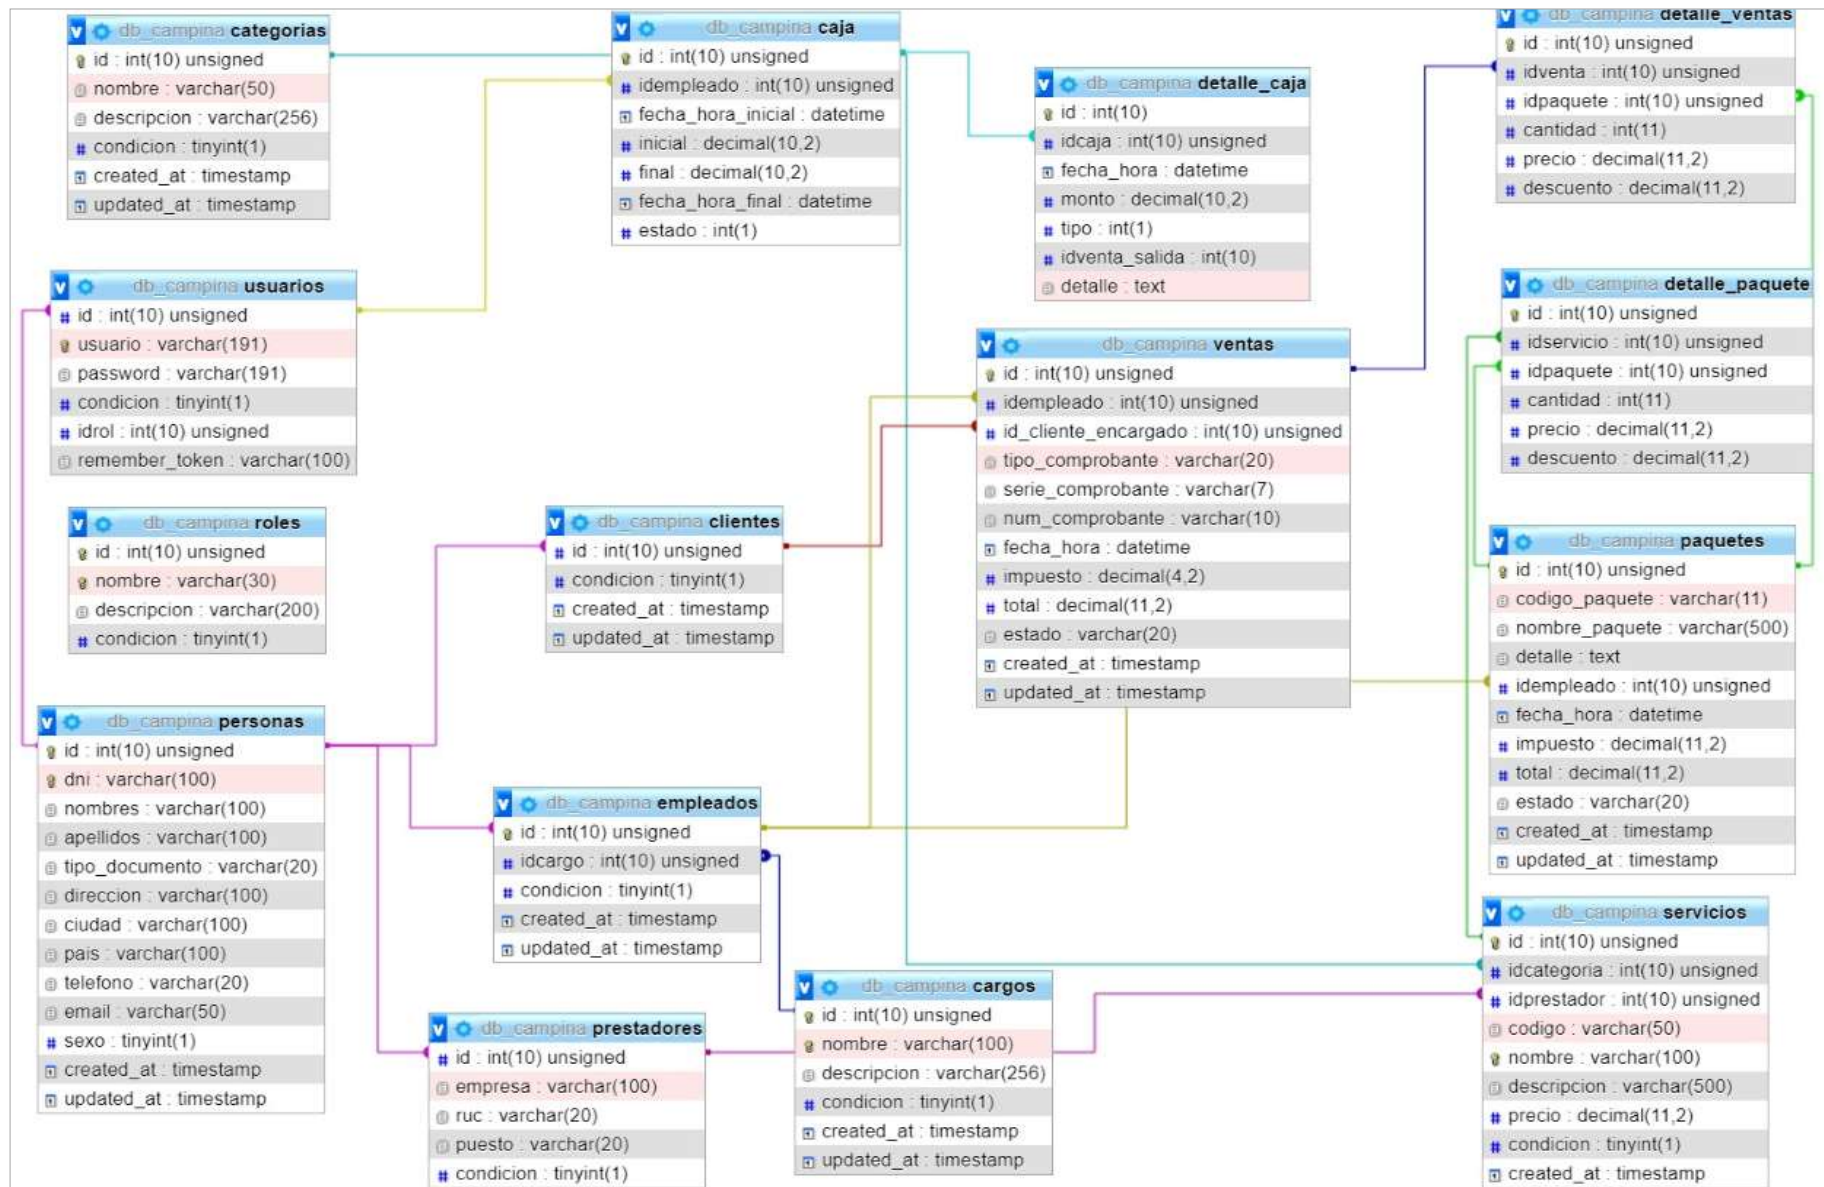 db_campina categorias
id : int(10) unsigned
nombre : varchar(50)
descripcion : varchar(256)
condicion : tinyint(1)
created_at : timestamp
updated_at : timestamp
db_campina caja
id : int(10) unsigned
idempleado : int(10) unsigned
fecha_hora_inicial : datetime
inicial : decimal(10,2)
final : decimal(10,2)
fecha_hora_final : datetime
estado : int(1)
db_campina detalle_caja
id : int(10)
idcaja : int(10) unsigned
fecha_hora : datetime
monto : decimal(10,2)
tipo : int(1)
idventa_salida : int(10)
detalle : text
db_campina detalle_ventas
id : int(10) unsigned
idventa : int(10) unsigned
idpaquete : int(10) unsigned
cantidad : int(11)
precio : decimal(11,2)
descuento : decimal(11,2)
db_campina usuarios
id : int(10) unsigned
usuario : varchar(191)
password : varchar(191)
condicion : tinyint(1)
idrol : int(10) unsigned
remember_token : varchar(100)
db_campina detalle_paquete
id : int(10) unsigned
idservicio : int(10) unsigned
idpaquete : int(10) unsigned
cantidad : int(11)
precio : decimal(11,2)
descuento : decimal(11,2)
db_campina ventas
id : int(10) unsigned
idempleado : int(10) unsigned
id_cliente_encargado : int(10) unsigned
tipo_comprobante : varchar(20)
serie_comprobante : varchar(7)
num_comprobante : varchar(10)
fecha_hora : datetime
impuesto : decimal(4,2)
total : decimal(11,2)
estado : varchar(20)
created_at : timestamp
updated_at : timestamp
db_campina roles
id : int(10) unsigned
nombre : varchar(30)
descripcion : varchar(200)
condicion : tinyint(1)
db_campina clientes
id : int(10) unsigned
condicion : tinyint(1)
created_at : timestamp
updated_at : timestamp
db_campina paquetes
id : int(10) unsigned
codigo_paquete : varchar(11)
nombre_paquete : varchar(500)
detalle : text
idempleado : int(10) unsigned
fecha_hora : datetime
impuesto : decimal(11,2)
total : decimal(11,2)
estado : varchar(20)
created_at : timestamp
updated_at : timestamp
db_campina personas
id : int(10) unsigned
dni : varchar(100)
nombres : varchar(100)
apellidos : varchar(100)
tipo_documento : varchar(20)
direccion : varchar(100)
ciudad : varchar(100)
pais : varchar(100)
telefono : varchar(20)
email : varchar(50)
sexo : tinyint(1)
created_at : timestamp
updated_at : timestamp
db_campina empleados
id : int(10) unsigned
idcargo : int(10) unsigned
condicion : tinyint(1)
created_at : timestamp
updated_at : timestamp
db_campina servicios
id : int(10) unsigned
idcategoria : int(10) unsigned
idprestador : int(10) unsigned
codigo : varchar(50)
nombre : varchar(100)
descripcion : varchar(500)
precio : decimal(11,2)
condicion : tinyint(1)
created_at : timestamp
db_campina cargos
id : int(10) unsigned
nombre : varchar(100)
descripcion : varchar(256)
condicion : tinyint(1)
created_at : timestamp
updated_at : timestamp
db_campina prestadores
id : int(10) unsigned
empresa : varchar(100)
ruc : varchar(20)
puesto : varchar(20)
condicion : tinyint(1)